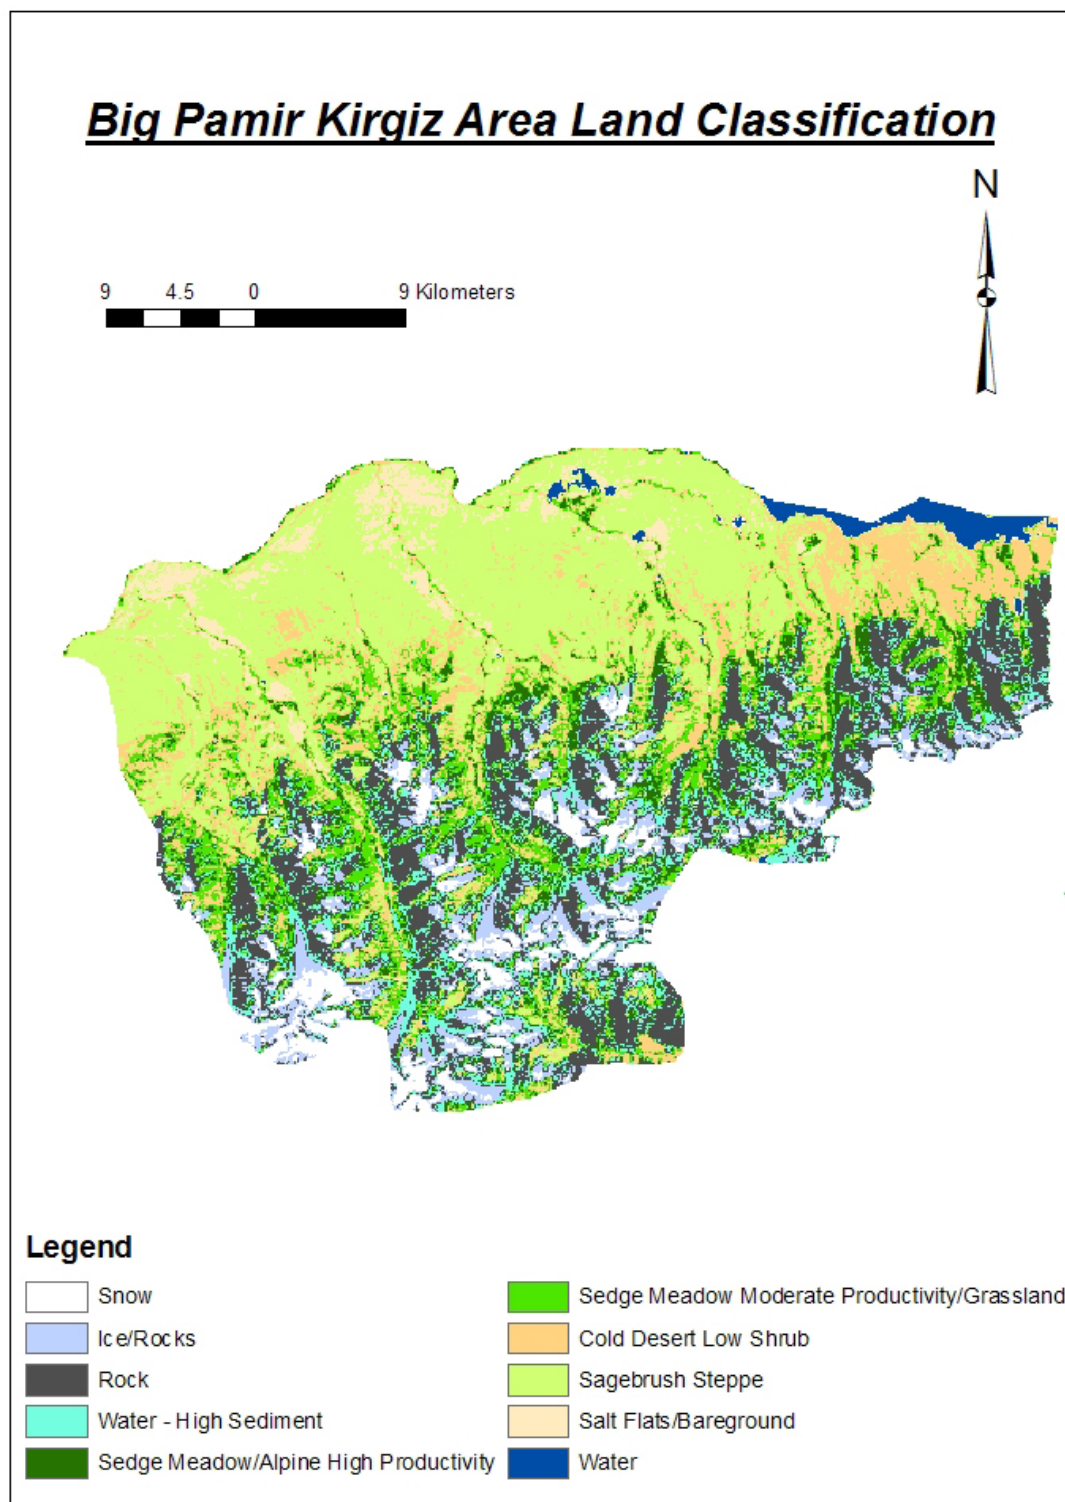 Big Pamir Kirgiz Area Land Classification
N
9 4.5 0 9 Kilometers
Legend
Snow
Ice/Rocks
Rock
Water - High Sediment
Sedge Meadow/Alpine High Productivity
Sedge Meadow Moderate Productivity/Grassland
Cold Desert Low Shrub
Sagebrush Steppe
Salt Flats/Bareground
Water